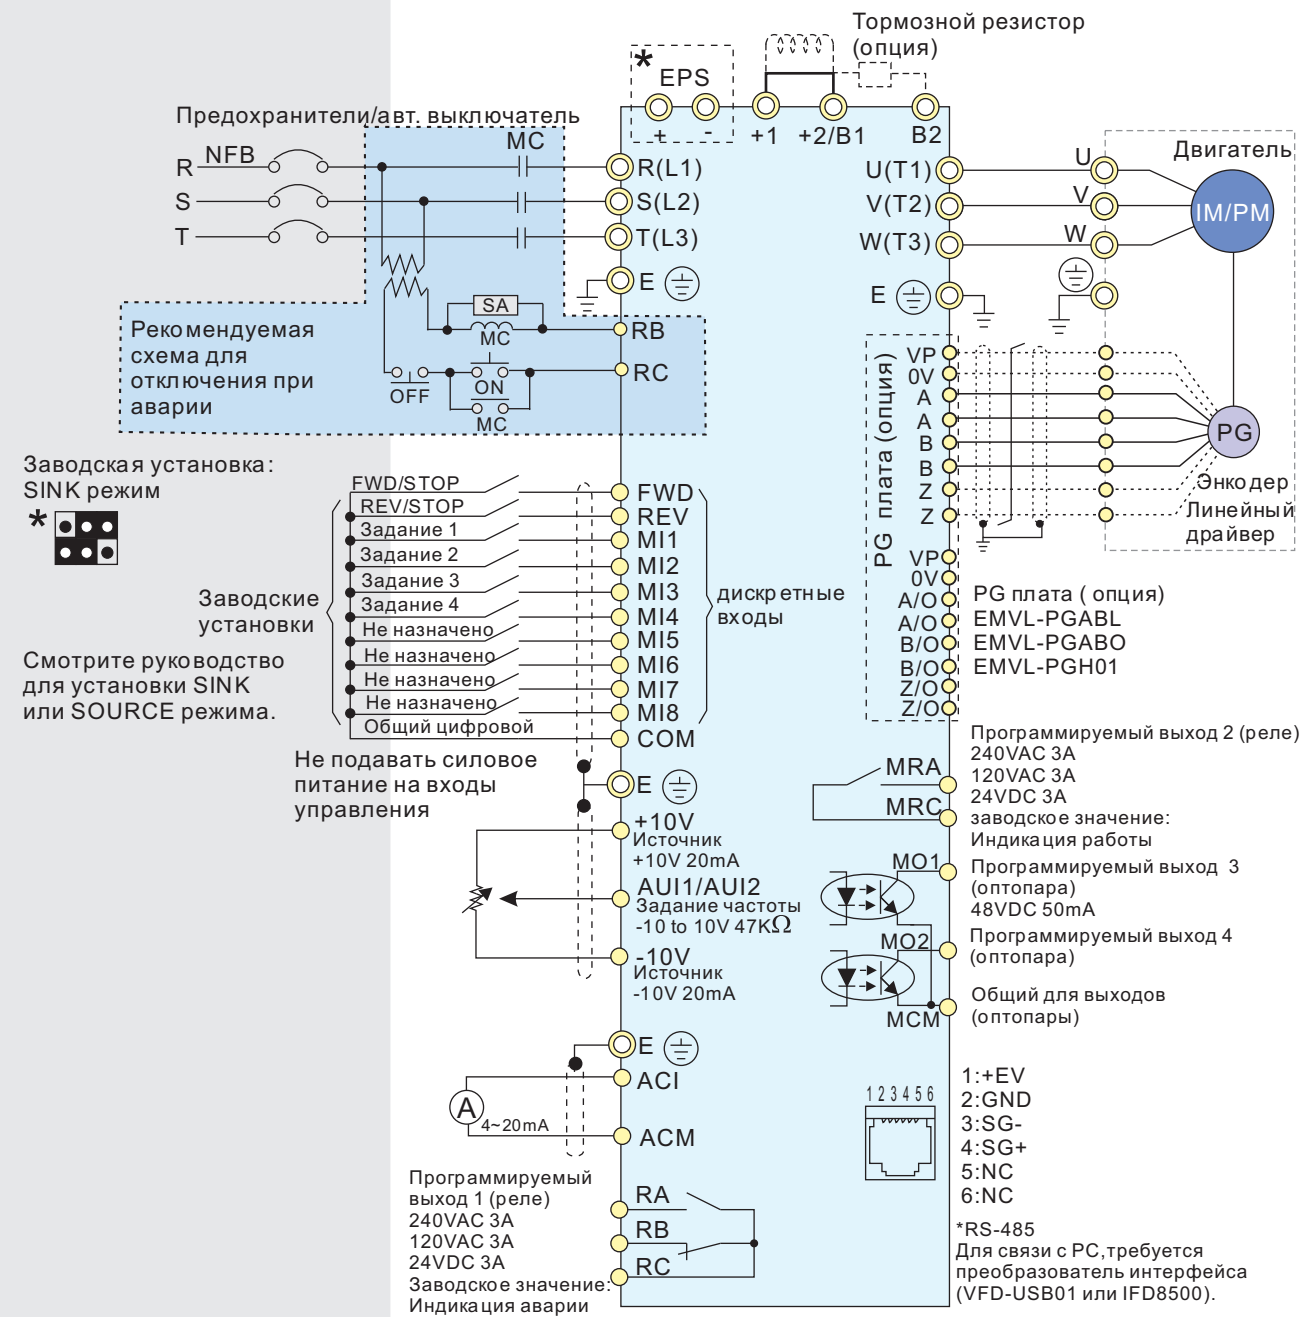 Тормозной резистор
(опция)
*
EPS
+ -
+1 +2/B1 B2
Предохранители/авт. выключатель
MC
NFB
R
S
T
R(L1)
S(L2)
T(L3)
E
SA
MC
RB
RC
OFF
ON
MC
Рекомендуемая
схема для
отключения при
аварии
U(T1)
V(T2)
W(T3)
E
U
V
W
Двигатель
IM/PM
PG плата (опция)
VP
0V
A
A
B
B
Z
Z
VP
0V
A/O
A/O
B/O
B/O
Z/O
Z/O
PG
Энкодер
Линейный
драйвер
PG плата ( опция)
EMVL-PGABL
EMVL-PGABO
EMVL-PGH01
Заводская установка:
SINK режим
*
Заводские
установки
Смотрите руководство
для установки SINK
или SOURCE режима.
FWD/STOP
REV/STOP
Задание 1
Задание 2
Задание 3
Задание 4
Не назначено
Не назначено
Не назначено
Не назначено
Общий цифровой
FWD
REV
MI1
MI2
MI3
MI4
MI5
MI6
MI7
MI8
COM
дискретные
входы
Не подавать силовое
питание на входы
управления
E
+10V
Источник
+10V 20mA
AUI1/AUI2
Задание частоты
-10 to 10V 47KΩ
-10V
Источник
-10V 20mA
E
ACI
A
4~20mA
ACM
MRA
MRC
Программируемый выход 2 (реле)
240VAC 3A
120VAC 3A
24VDC 3A
заводское значение:
Индикация работы
MO1
Программируемый выход 3
(оптопара)
48VDC 50mA
MO2
Программируемый выход 4
(оптопара)
MCM
Общий для выходов
(оптопары)
1 2 3 4 5 6
1:+EV
2:GND
3:SG-
4:SG+
5:NC
6:NC
*RS-485
Для связи с PC,требуется
преобразователь интерфейса
(VFD-USB01 или IFD8500).
Программируемый
выход 1 (реле)
240VAC 3A
120VAC 3A
24VDC 3A
Заводское значение:
Индикация аварии
RA
RB
RC